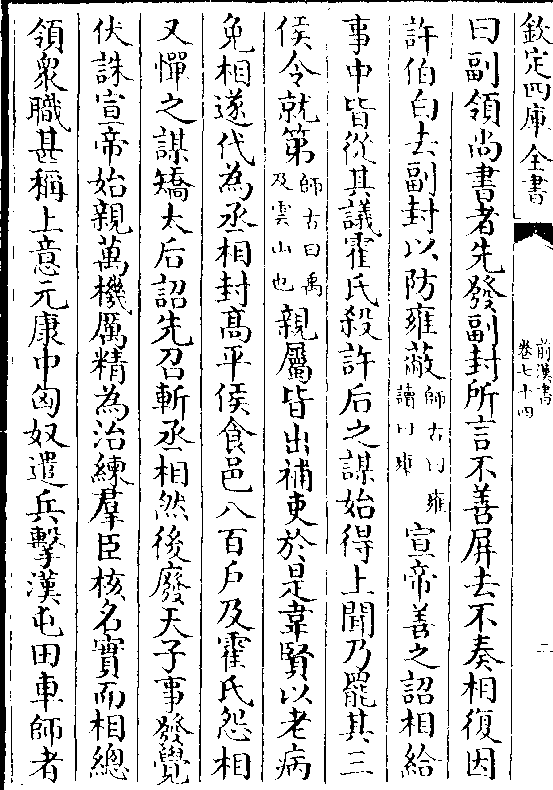 欽定四庫全書
前漢書
卷七十四
二
曰副領尚書者先發副封所言不善屏去不奏相復因
許伯白去副封以防雍蔽師古曰雍讀曰壅宣帝善之詔相給
事中皆從其議霍氏殺許后之謀始得上聞乃罷其三
侯令就第師古曰禹及雲山也親屬皆出補吏於是韋賢以老病
免相遂代為丞相封髙平侯食邑八百戶及霍氏怨相
又憚之謀矯太后詔先召斬丞相然後廢天子事發覺
伏誅宣帝始親萬機厲精為治練羣臣核名實而相總
領衆職甚稱上意元康中匈奴遣兵擊漢屯田車師者